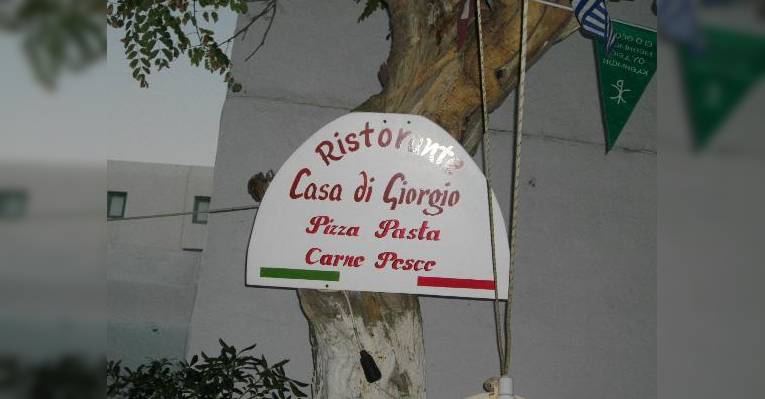 Ristorante
Casa di Giorgio
Pizza Pasta
Carne Pesce